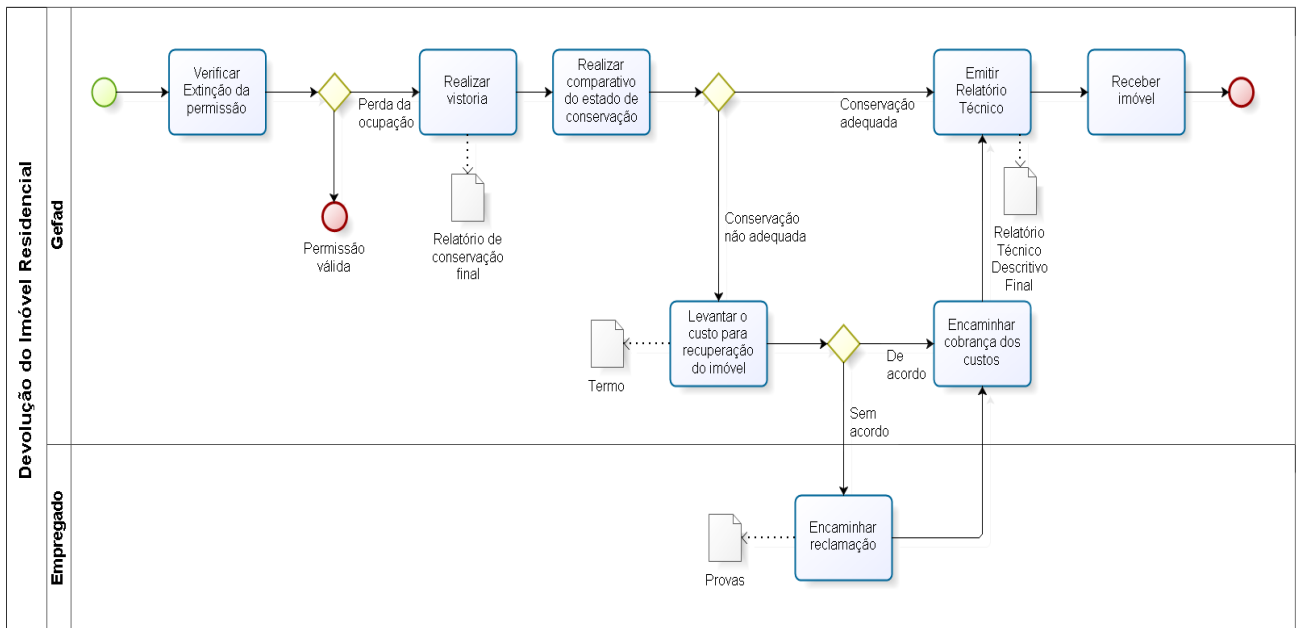 Devolução do Imóvel Residencial
Gefad
Verificar
Extinção da
permissão
Perda da
ocupação
Permissão
válida
Realizar
vistoria
Relatório de
conservação
final
Realizar
comparativo
do estado de
conservação
Conservação
adequada
Conservação
não adequada
Emitir
Relatório
Técnico
Relatório
Técnico
Descritivo
Final
Receber
imóvel
Levantar o
custo para
recuperação
do imóvel
Termo
De
acordo
Sem
acordo
Encaminhar
cobrança dos
custos
Empregado
Encaminhar
reclamação
Provas